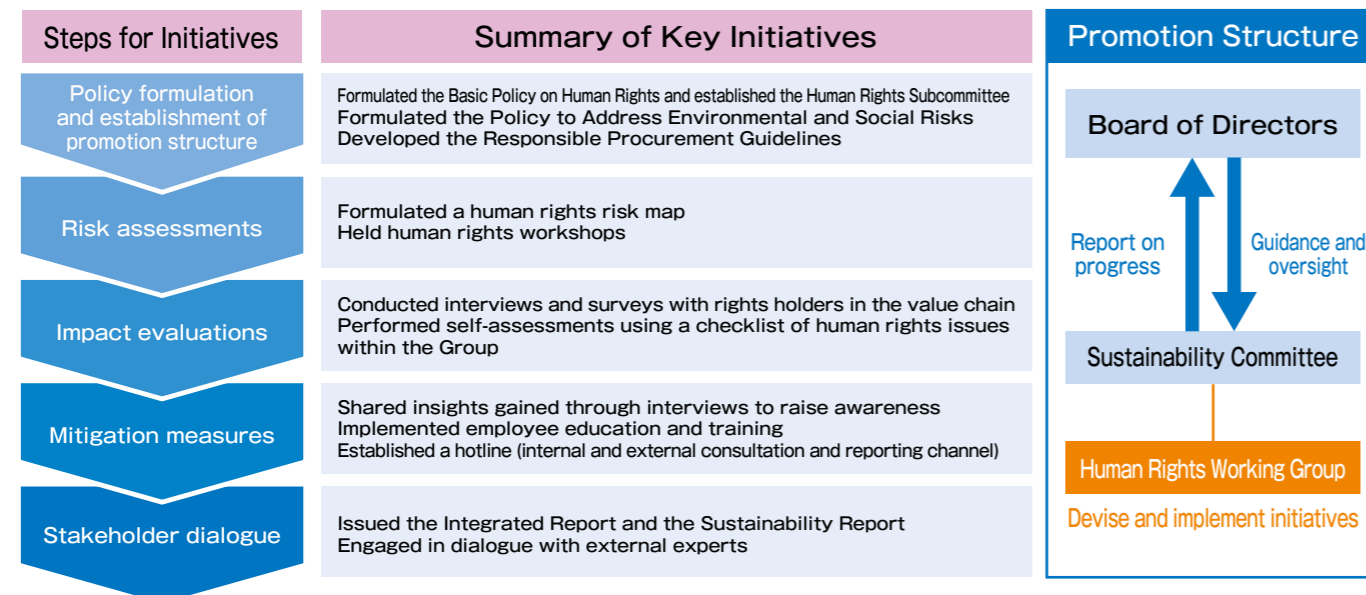 Steps for Initiatives
Summary of Key Initiatives
Policy formulation
and establishment of
promotion structure
Formulated the Basic Policy on Human Rights and established the Human Rights Subcommittee
Formulated the Policy to Address Environmental and Social Risks
Developed the Responsible Procurement Guidelines
Risk assessments
Formulated a human rights risk map
Held human rights workshops
Impact evaluations
Conducted interviews and surveys with rights holders in the value chain
Performed self-assessments using a checklist of human rights issues
within the Group
Mitigation measures
Shared insights gained through interviews to raise awareness
Implemented employee education and training
Established a hotline (internal and external consultation and reporting channel)
Stakeholder dialogue
Issued the Integrated Report and the Sustainability Report
Engaged in dialogue with external experts
Promotion Structure
Board of Directors
Report on
progress
Guidance and
oversight
Sustainability Committee
Human Rights Working Group
Devise and implement initiatives